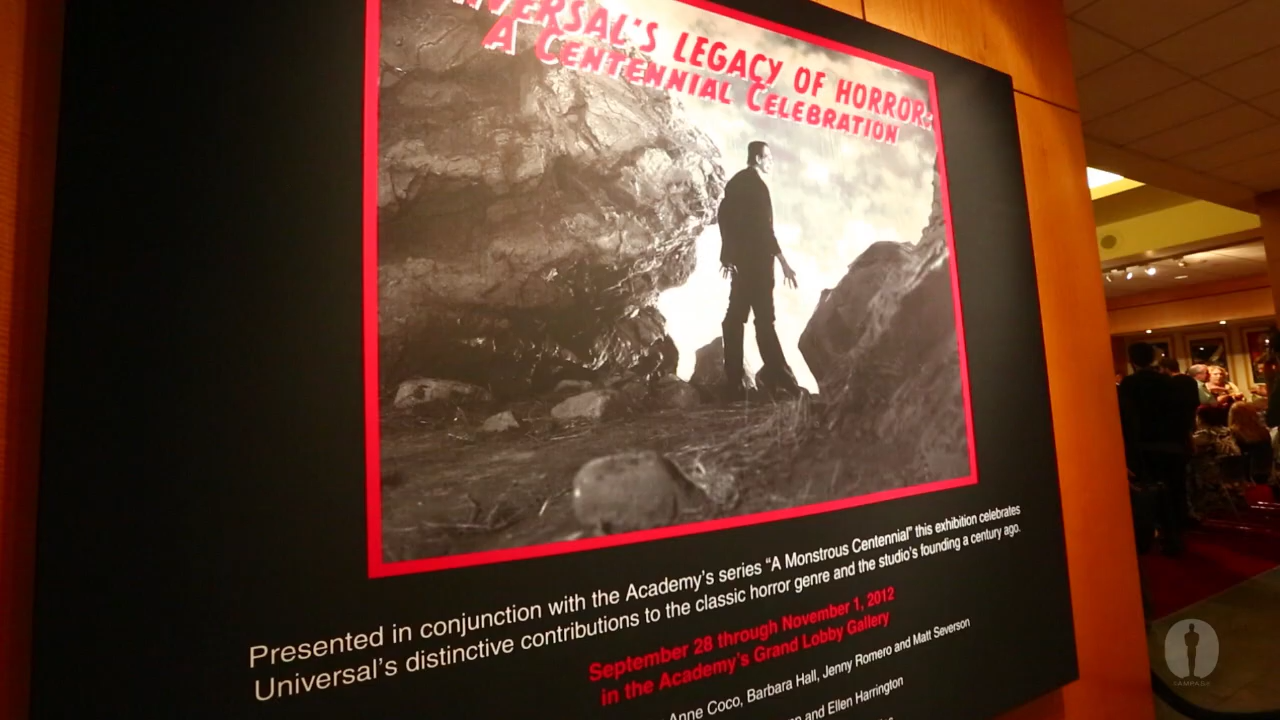 UNIVERSAL'S LEGACY OF HORROR:
A CENTENNIAL CELEBRATION
Presented in conjunction with the Academy's series "A Monstrous Centennial" this exhibition celebrates
Universal's distinctive contributions to the classic horror genre and the studio's founding a century ago.
September 28 through November 1, 2012
in the Academy's Grand Lobby Gallery
Anne Coco, Barbara Hall, Jenny Romero and Matt Severson
and Ellen Harrington